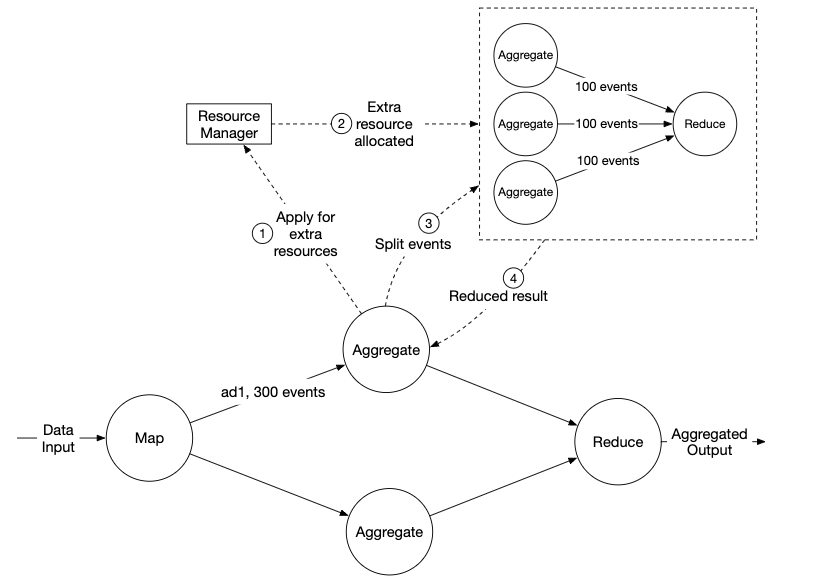 Aggregate
100 events
Aggregate
100 events
Reduce
Aggregate
100 events
Resource
Manager
2
Extra
resource
allocated
1
Apply for
extra
resources
3
Split events
4
Reduced result
Aggregate
ad1, 300 events
Data
Input
Map
Reduce
Aggregated
Output
Aggregate